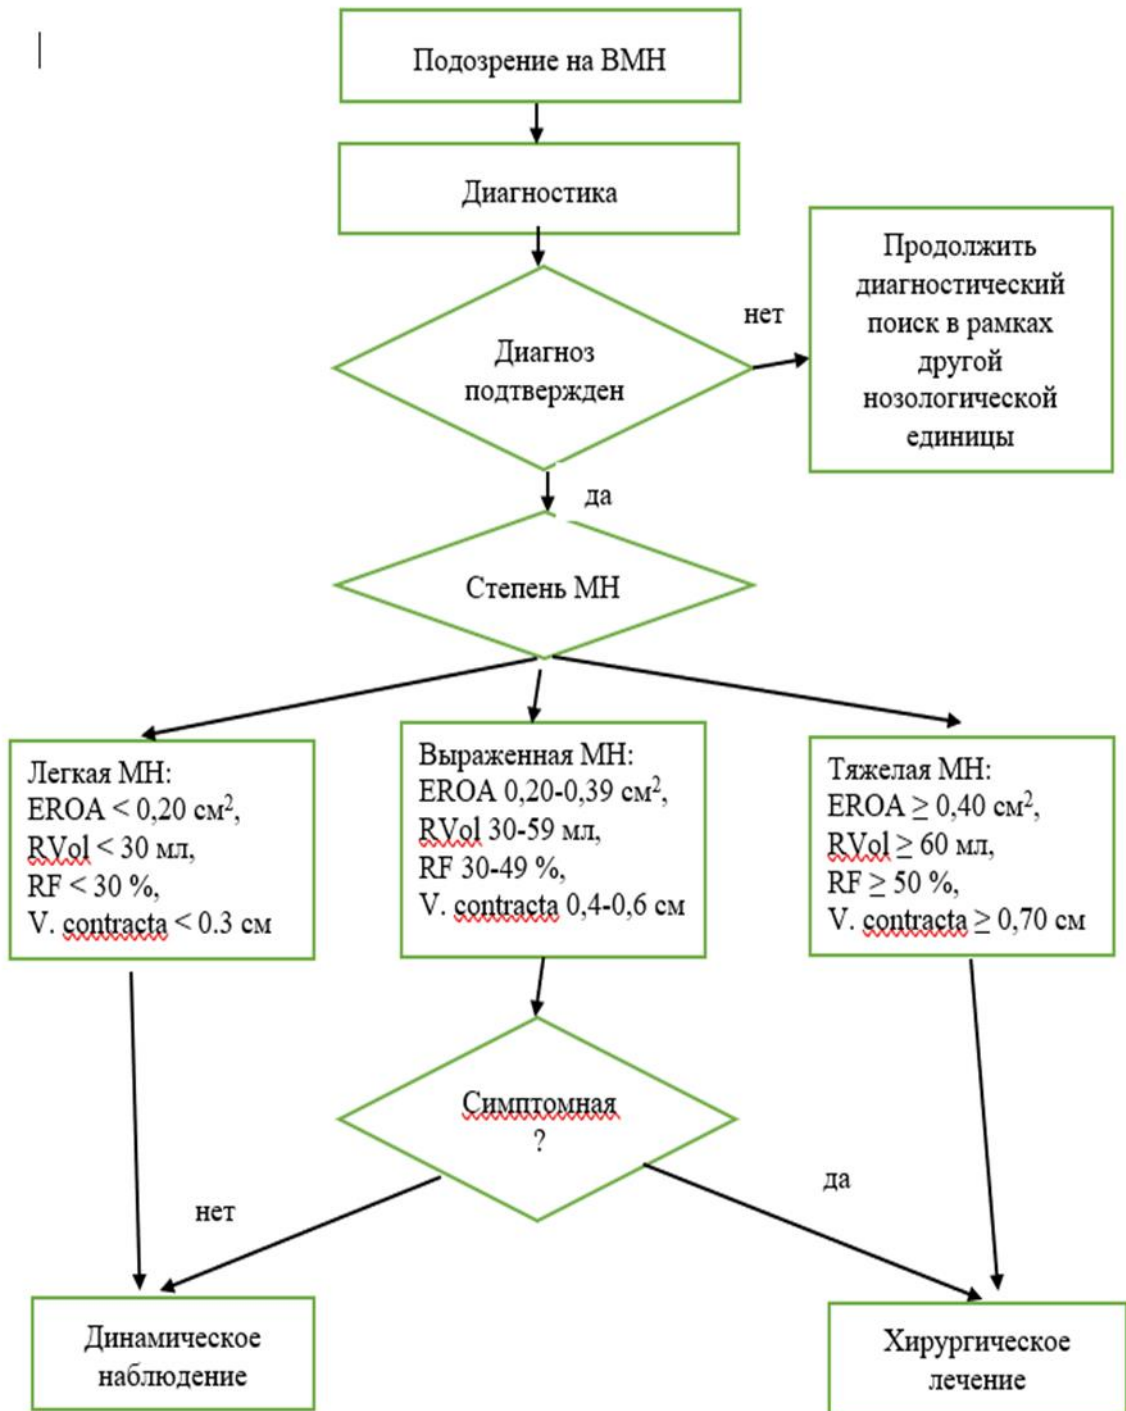 Подозрение на ВМН
Диагностика
Диагноз
подтвержден
нет
Продолжить
диагностический
поиск в рамках
другой
нозологической
единицы
да
Степень МН
Легкая МН:
EROA < 0,20 см²,
RVol < 30 мл,
RF < 30 %,
V. contracta < 0.3 см
Выраженная МН:
EROA 0,20-0,39 см²,
RVol 30-59 мл,
RF 30-49 %,
V. contracta 0,4-0,6 см
Тяжелая МН:
EROA ≥ 0,40 см²,
RVol ≥ 60 мл,
RF ≥ 50 %,
V. contracta ≥ 0,70 см
Симптомная
?
нет
да
Динамическое
наблюдение
Хирургическое
лечение